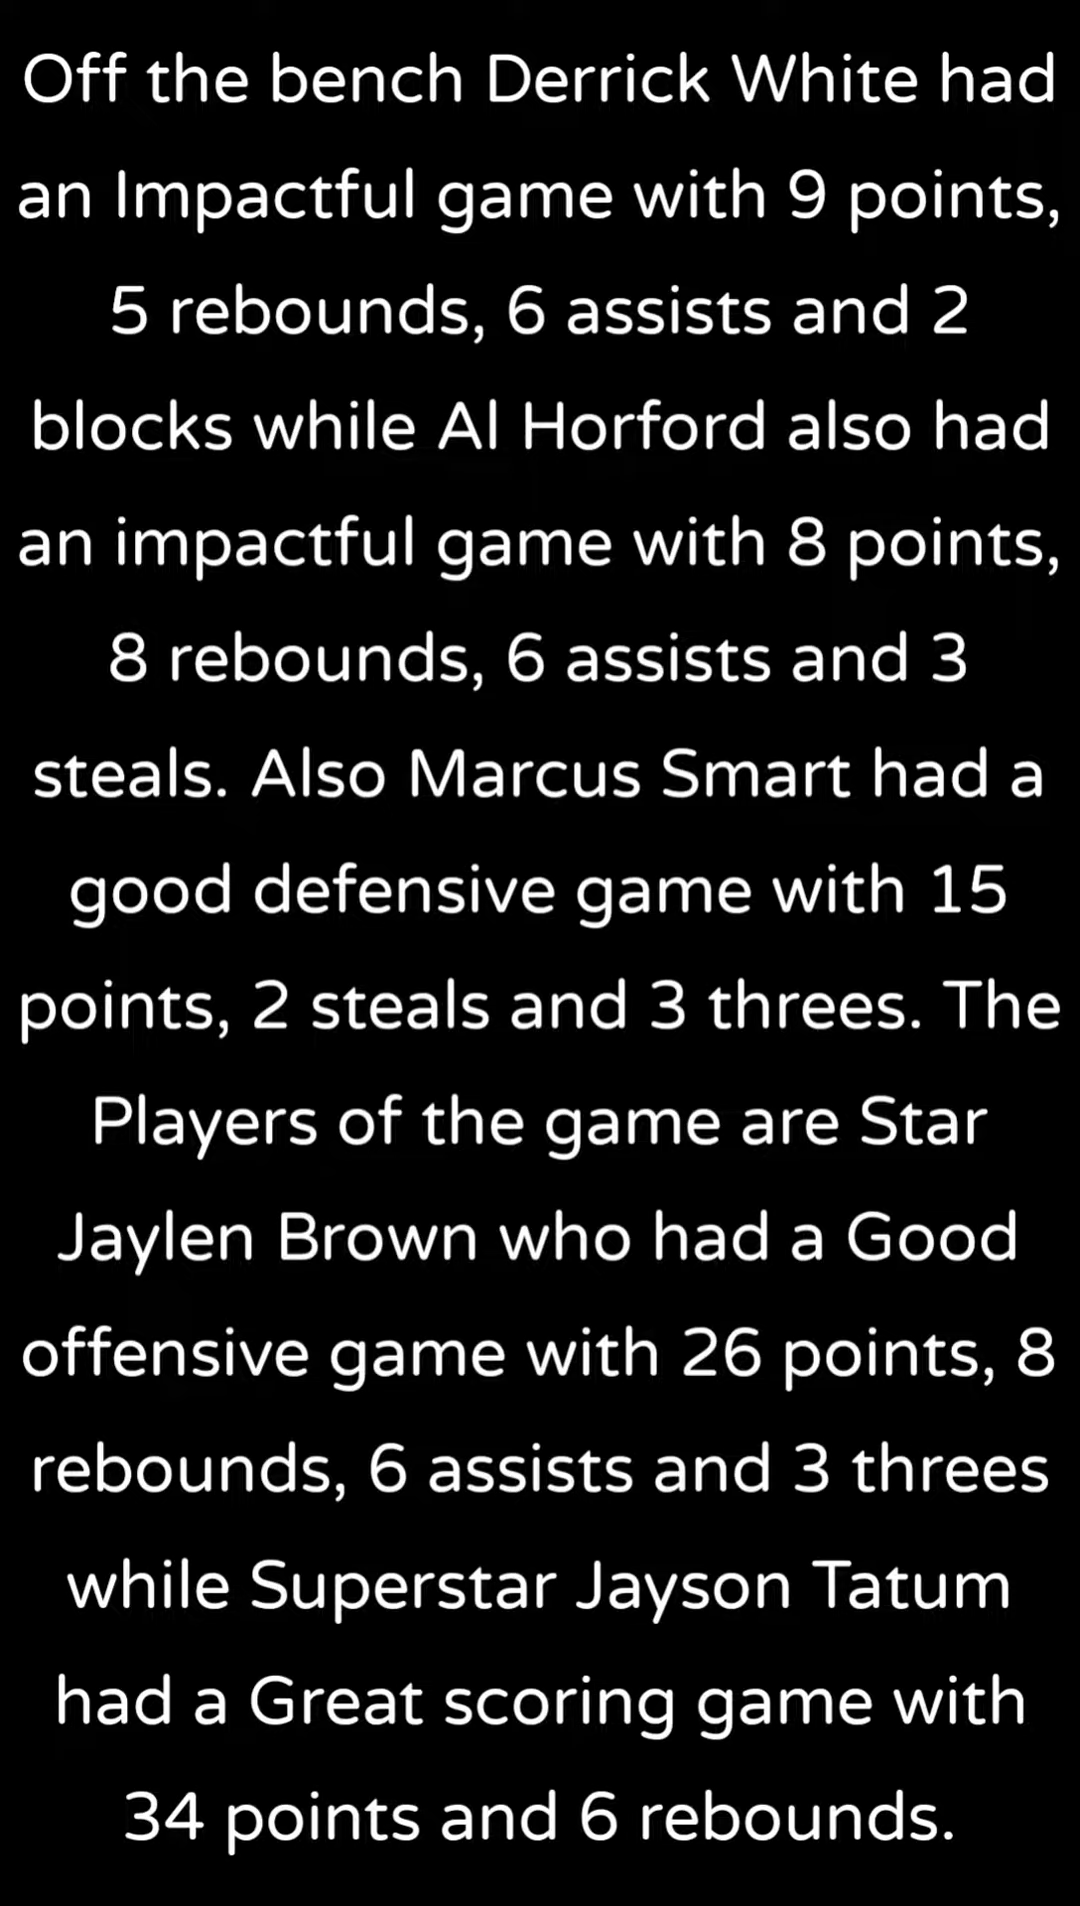 Off the bench Derrick White had
an Impactful game with 9 points,
5 rebounds, 6 assists and 2
blocks while Al Horford also had
an impactful game with 8 points,
8 rebounds, 6 assists and 3
steals. Also Marcus Smart had a
good defensive game with 15
points, 2 steals and 3 threes. The
Players of the game are Star
Jaylen Brown who had a Good
offensive game with 26 points, 8
rebounds, 6 assists and 3 threes
while Superstar Jayson Tatum
had a Great scoring game with
34 points and 6 rebounds.